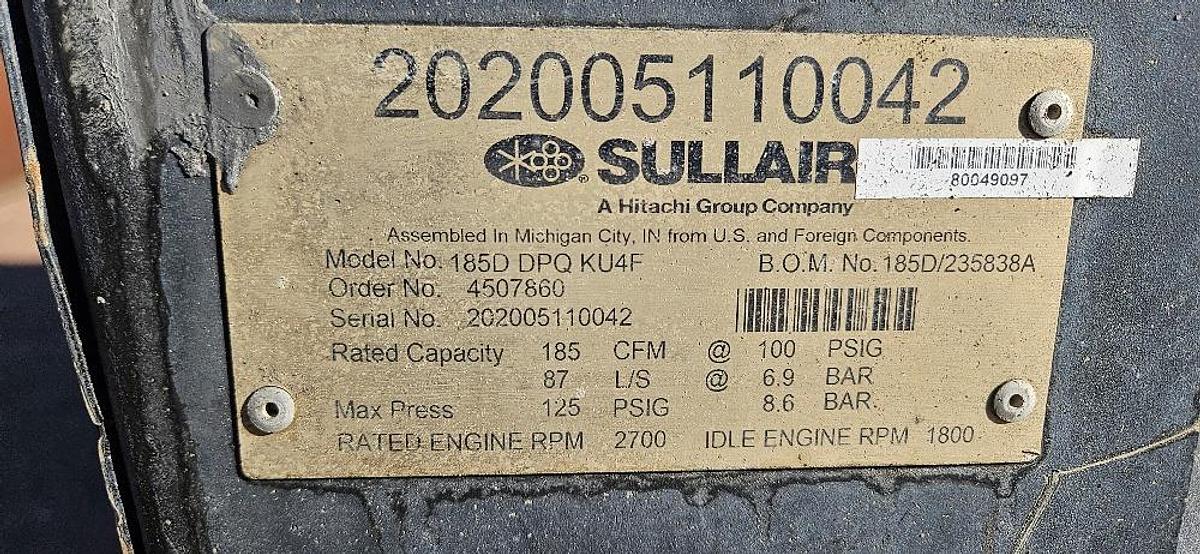 202005110042
SULLAIR
80049097
A Hitachi Group Company
Assembled In Michigan City, IN from U.S. and Foreign Components.
Model No. 185D DPQ KU4F B.O.M. No. 185D/235838A
Order No. 4507860
Serial No. 202005110042
Rated Capacity 185 CFM @ 100 PSIG
87 L/S @ 6.9 BAR
Max Press 125 PSIG 8.6 BAR
RATED ENGINE RPM 2700 IDLE ENGINE RPM 1800